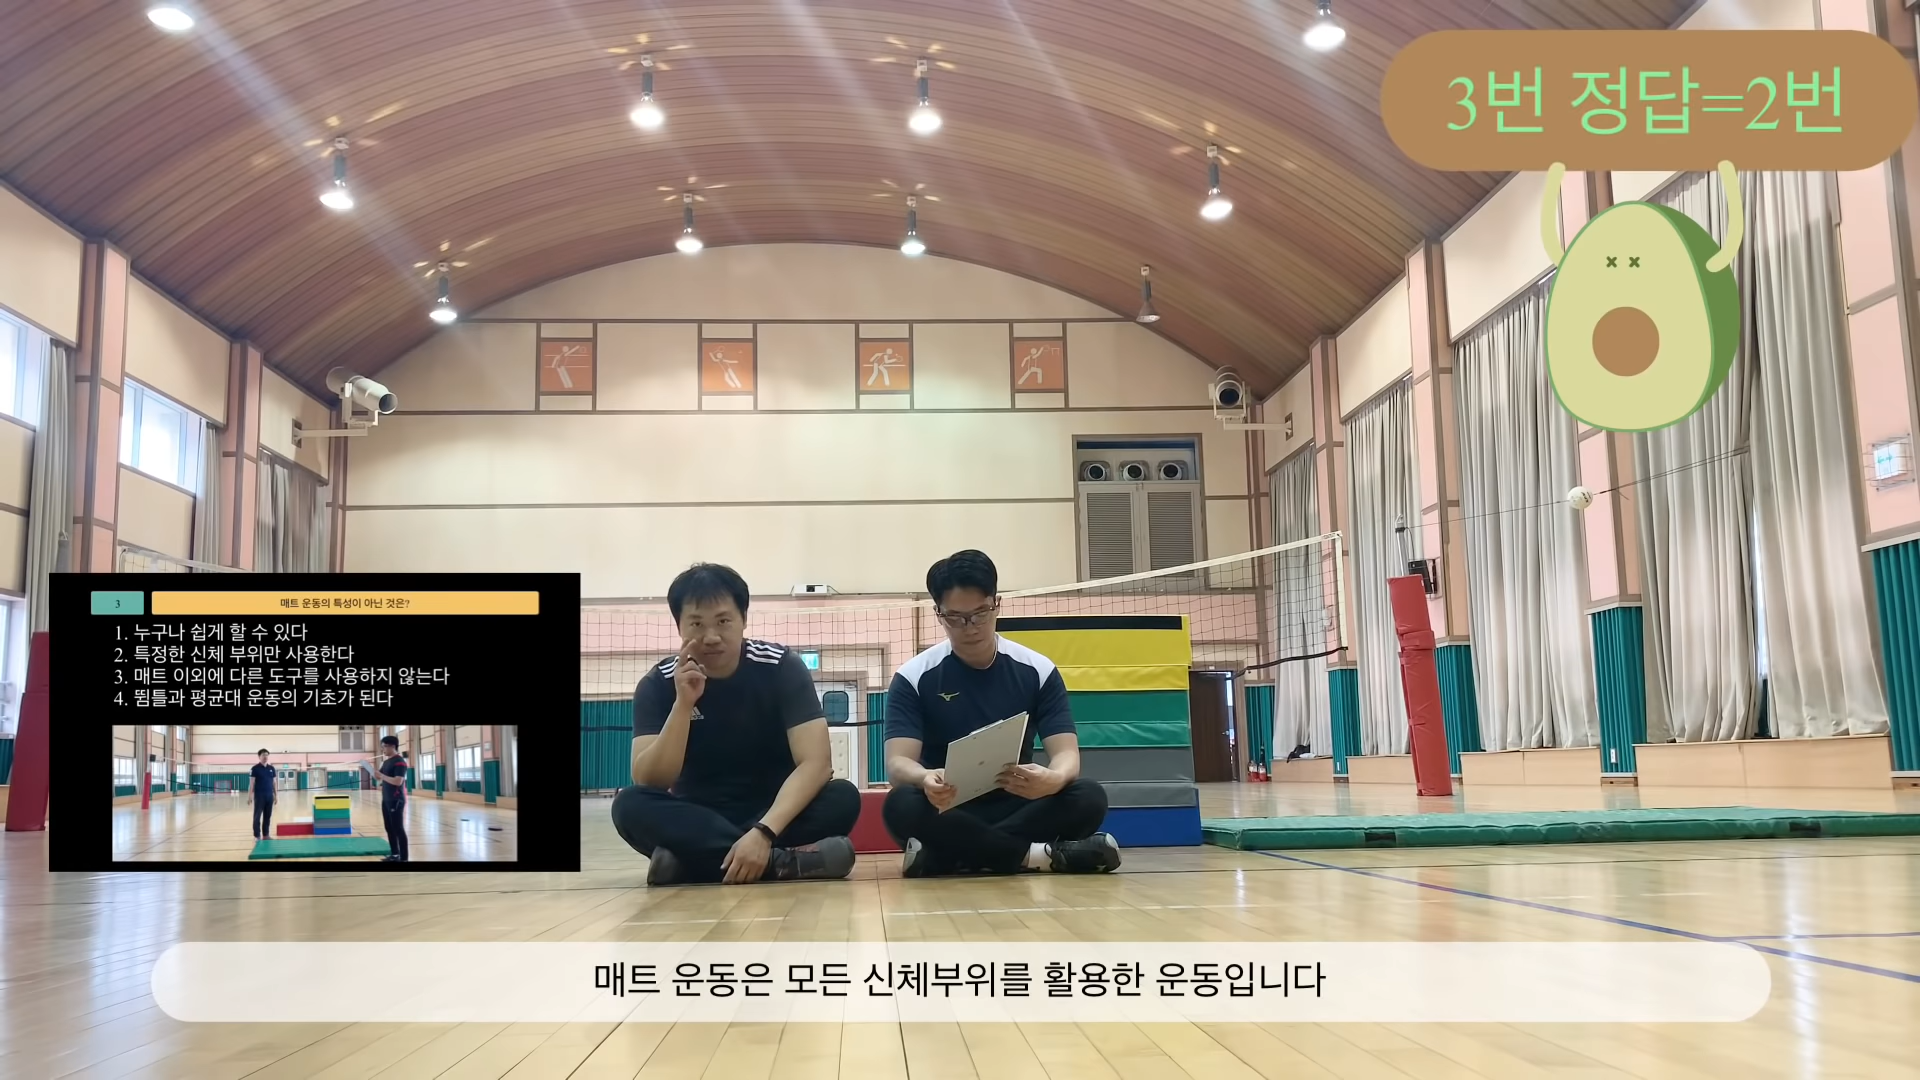 3번 정답=2번
3
매트 운동의 특성이 아닌 것은?
1. 누구나 쉽게 할 수 있다
2. 특정한 신체 부위만 사용한다
3. 매트 이외에 다른 도구를 사용하지 않는다
4. 뜀틀과 평균대 운동의 기초가 된다
매트 운동은 모든 신체부위를 활용한 운동입니다